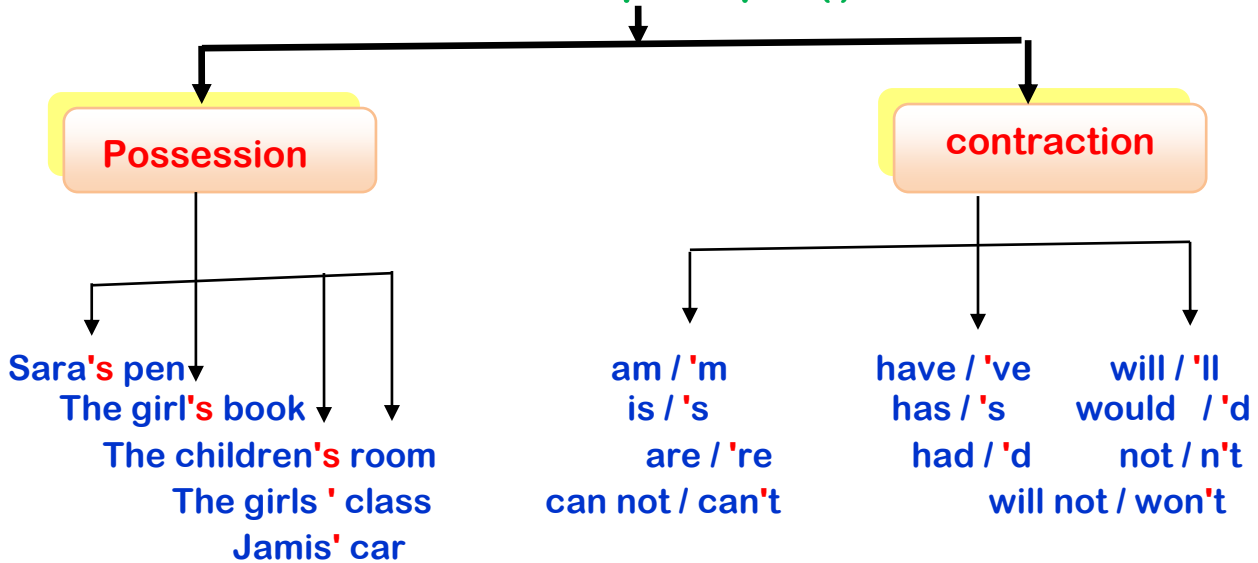 Possession
contraction
Sara's pen
The girl's book
The children's room
The girls ' class
Jamis' car
am / 'm
is / 's
are / 're
can not / can't
have / 've
has / 's
had / 'd
will / 'll
would / 'd
not / n't
will not / won't